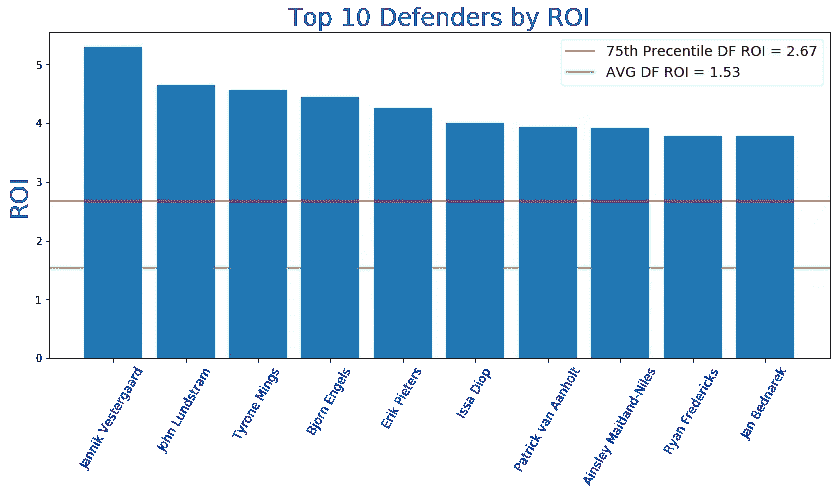 Top 10 Defenders by ROI
75th Precentile DF ROI = 2.67
AVG DF ROI = 1.53
ROI
5
4
3
2
1
0
Jannik Vestergaard
John Lundstram
Tyrone Mings
Bjorn Engels
Erik Pieters
Issa Diop
Patrick van Aanholt
Ainsley Maitland-Niles
Ryan Fredericks
Jan Bednarek